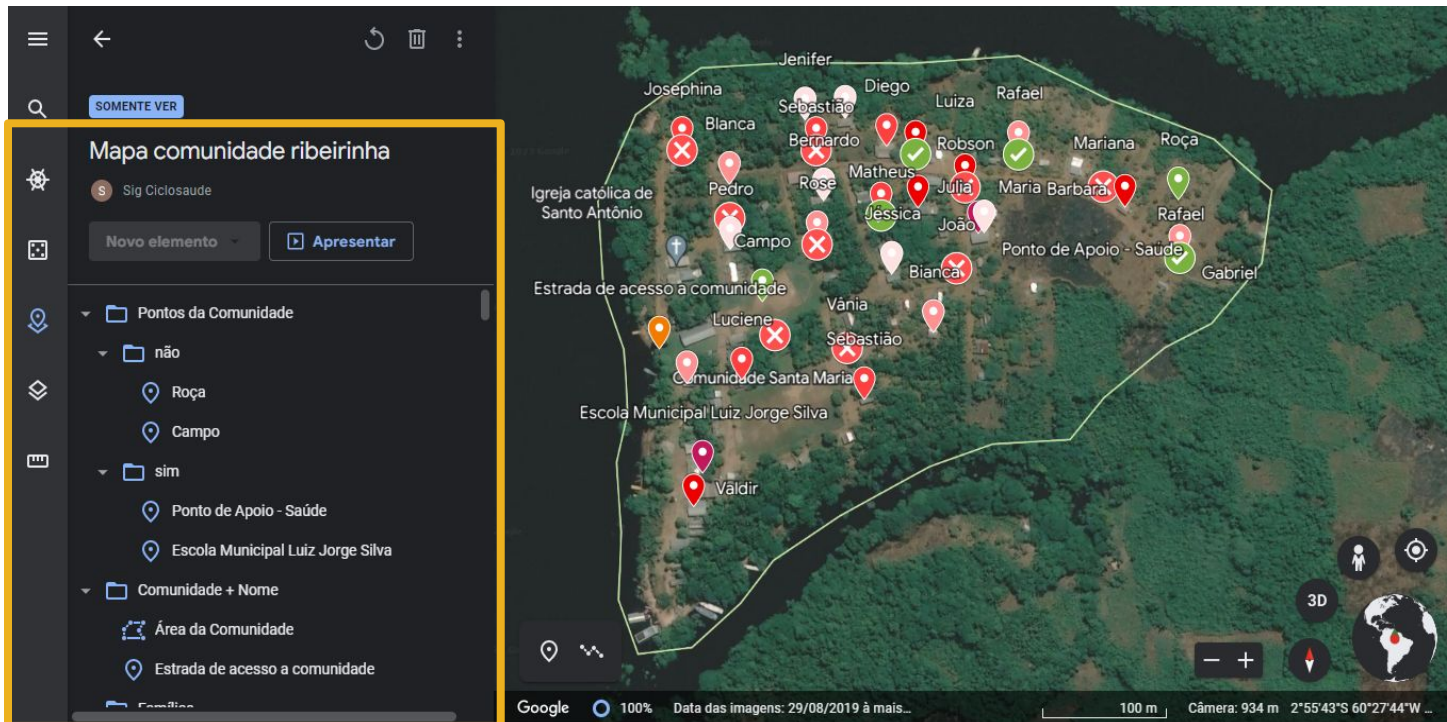 SOMENTE VER
Mapa comunidade ribeirinha
S Sig Ciclosaude
Novo elemento
Apresentar
Pontos da Comunidade
não
Roça
Campo
sim
Ponto de Apoio - Saúde
Escola Municipal Luiz Jorge Silva
Comunidade + Nome
Área da Comunidade
Estrada de acesso a comunidade
Famílias
Jenifer
Josephina
Sebastião
Diego
Luiza
Rafael
Blanca
Bernardo
Robson
Mariana
Roça
Igreja católica de
Santo Antônio
Pedro
Rose
Matheus
Julia
Maria Barbara
Jéssica
João
Rafael
Campo
Ponto de Apoio - Saúde
Bianca
Gabriel
Estrada de acesso a comunidade
Vânia
Luciene
Sebastião
Comunidade Santa Maria
Escola Municipal Luiz Jorge Silva
Valdir
3D
Google
100%
Data das imagens: 29/08/2019 à mais...
100 m
Câmera: 934 m
2°55'43"S 60°27'44"W ...